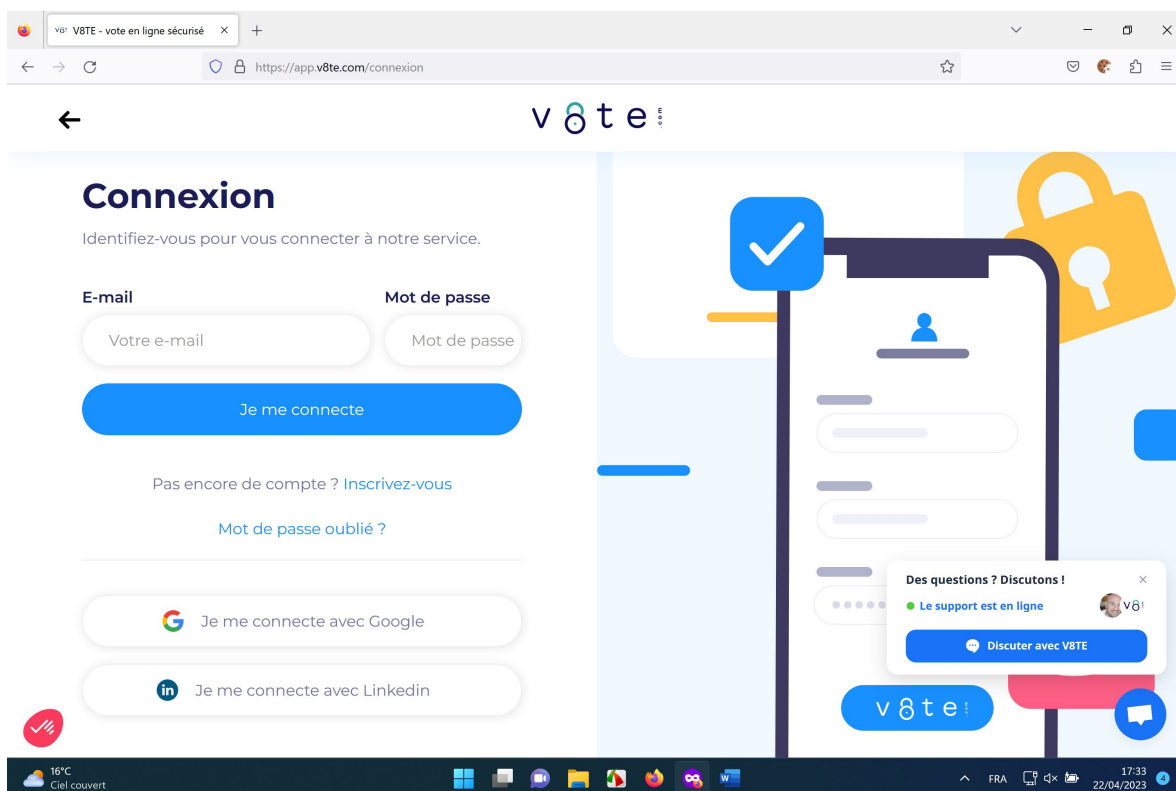 V8TE - vote en ligne sécurisé
https://app.v8te.com/connexion
v8te
Connexion
Identifiez-vous pour vous connecter à notre service.
E-mail
Mot de passe
Votre e-mail
Mot de passe
Je me connecte
Pas encore de compte ? Inscrivez-vous
Mot de passe oublié ?
Je me connecte avec Google
Je me connecte avec Linkedin
Des questions ? Discutons !
Le support est en ligne
v8
Discuter avec V8TE
v8te
16°C
Ciel couvert
FRA
17:33
22/04/2023
4